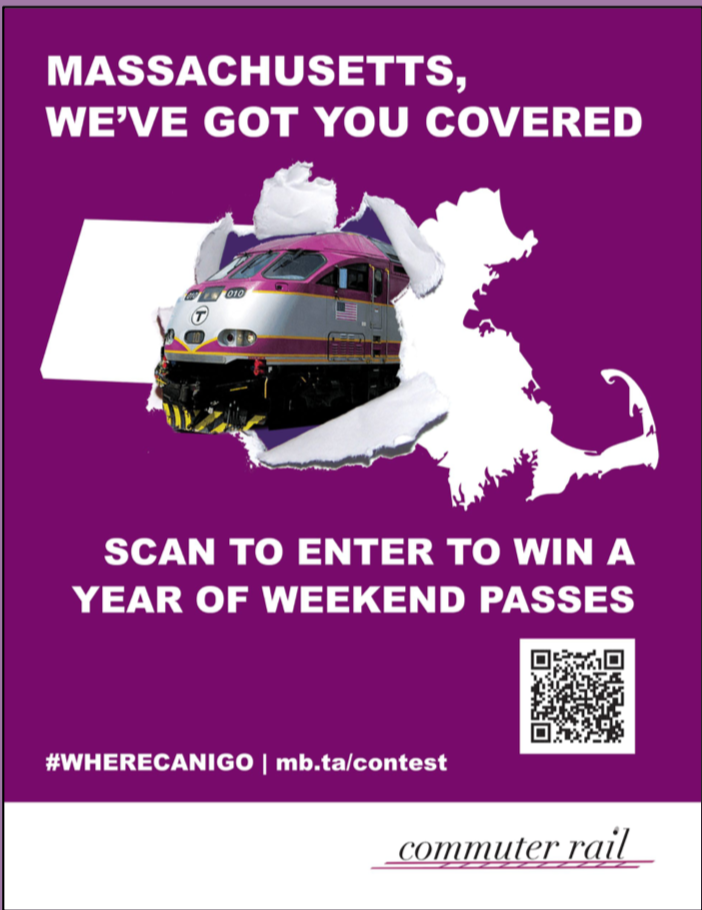 MASSACHUSETTS,
WE'VE GOT YOU COVERED
010
T
SCAN TO ENTER TO WIN A
YEAR OF WEEKEND PASSES
#WHERECANIGO | mb.ta/contest
commuter rail